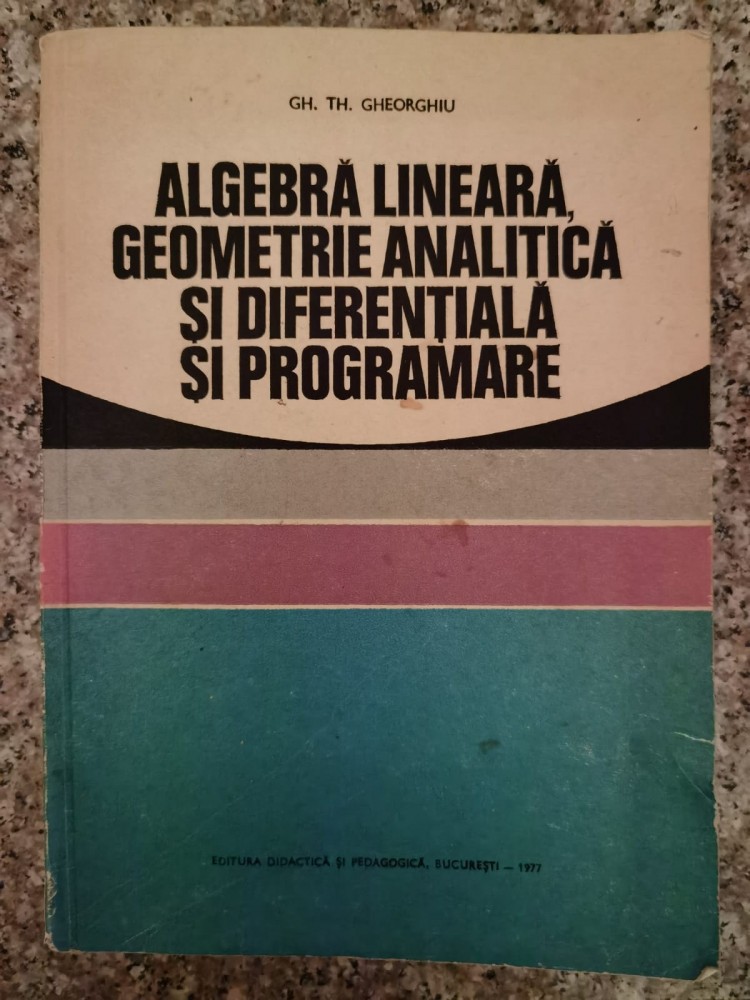 GH. TH. GHEORGHIU
ALGEBRĂ LINEARĂ,
GEOMETRIE ANALITICĂ
ȘI DIFERENȚIALĂ
ȘI PROGRAMARE
EDITURA DIDACTICĂ ȘI PEDAGOGICĂ, BUCUREȘTI — 1977